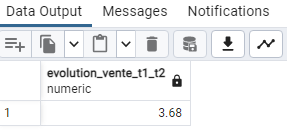 Data Output Messages Notifications
evolution_vente_t1_t2
numeric
1 3.68